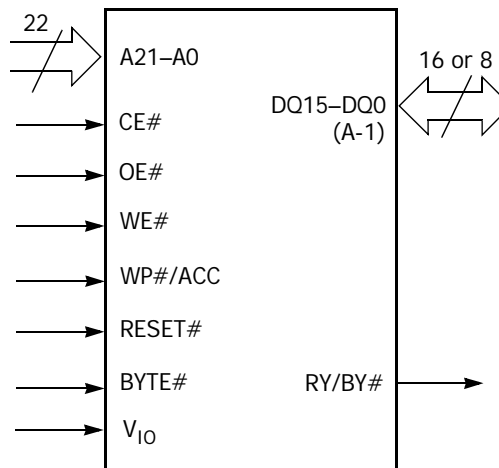 22
A21–A0
16 or 8
DQ15–DQ0
(A-1)
CE#
OE#
WE#
WP#/ACC
RESET#
BYTE#
RY/BY#
VIO